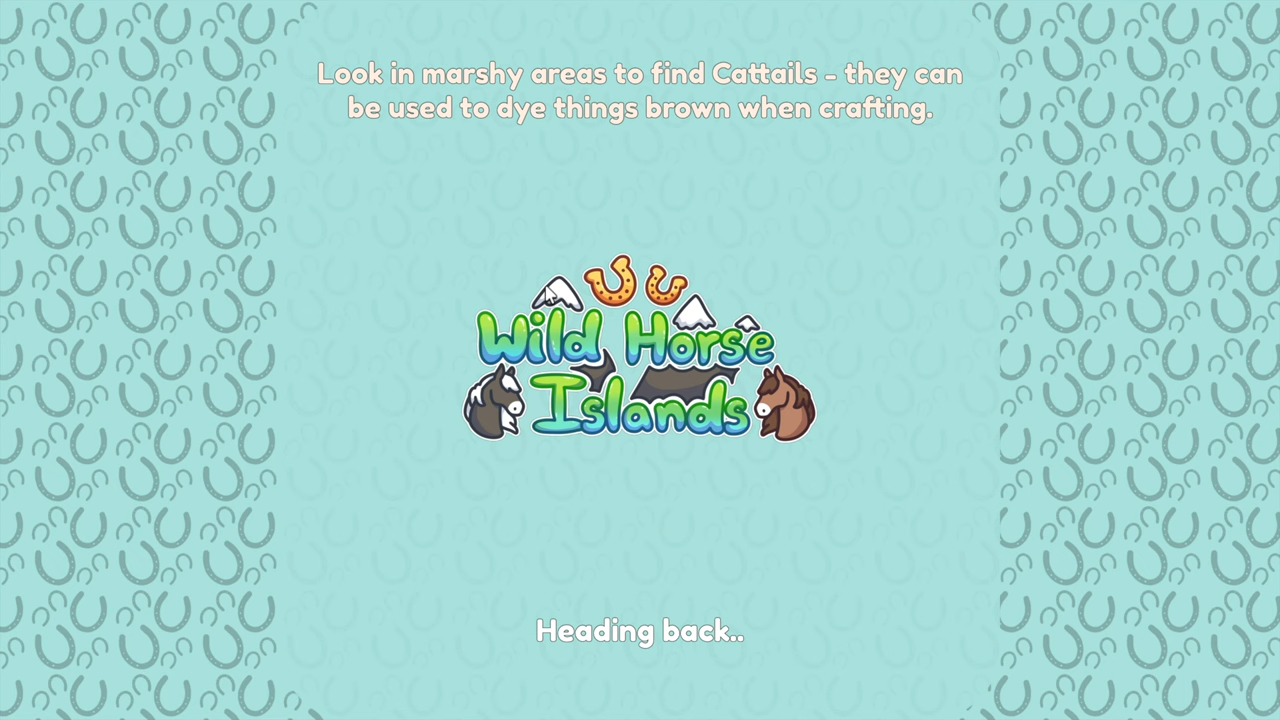 Look in marshy areas to find Cattails - they can
be used to dye things brown when crafting.
Wild Horse
Islands
Heading back..